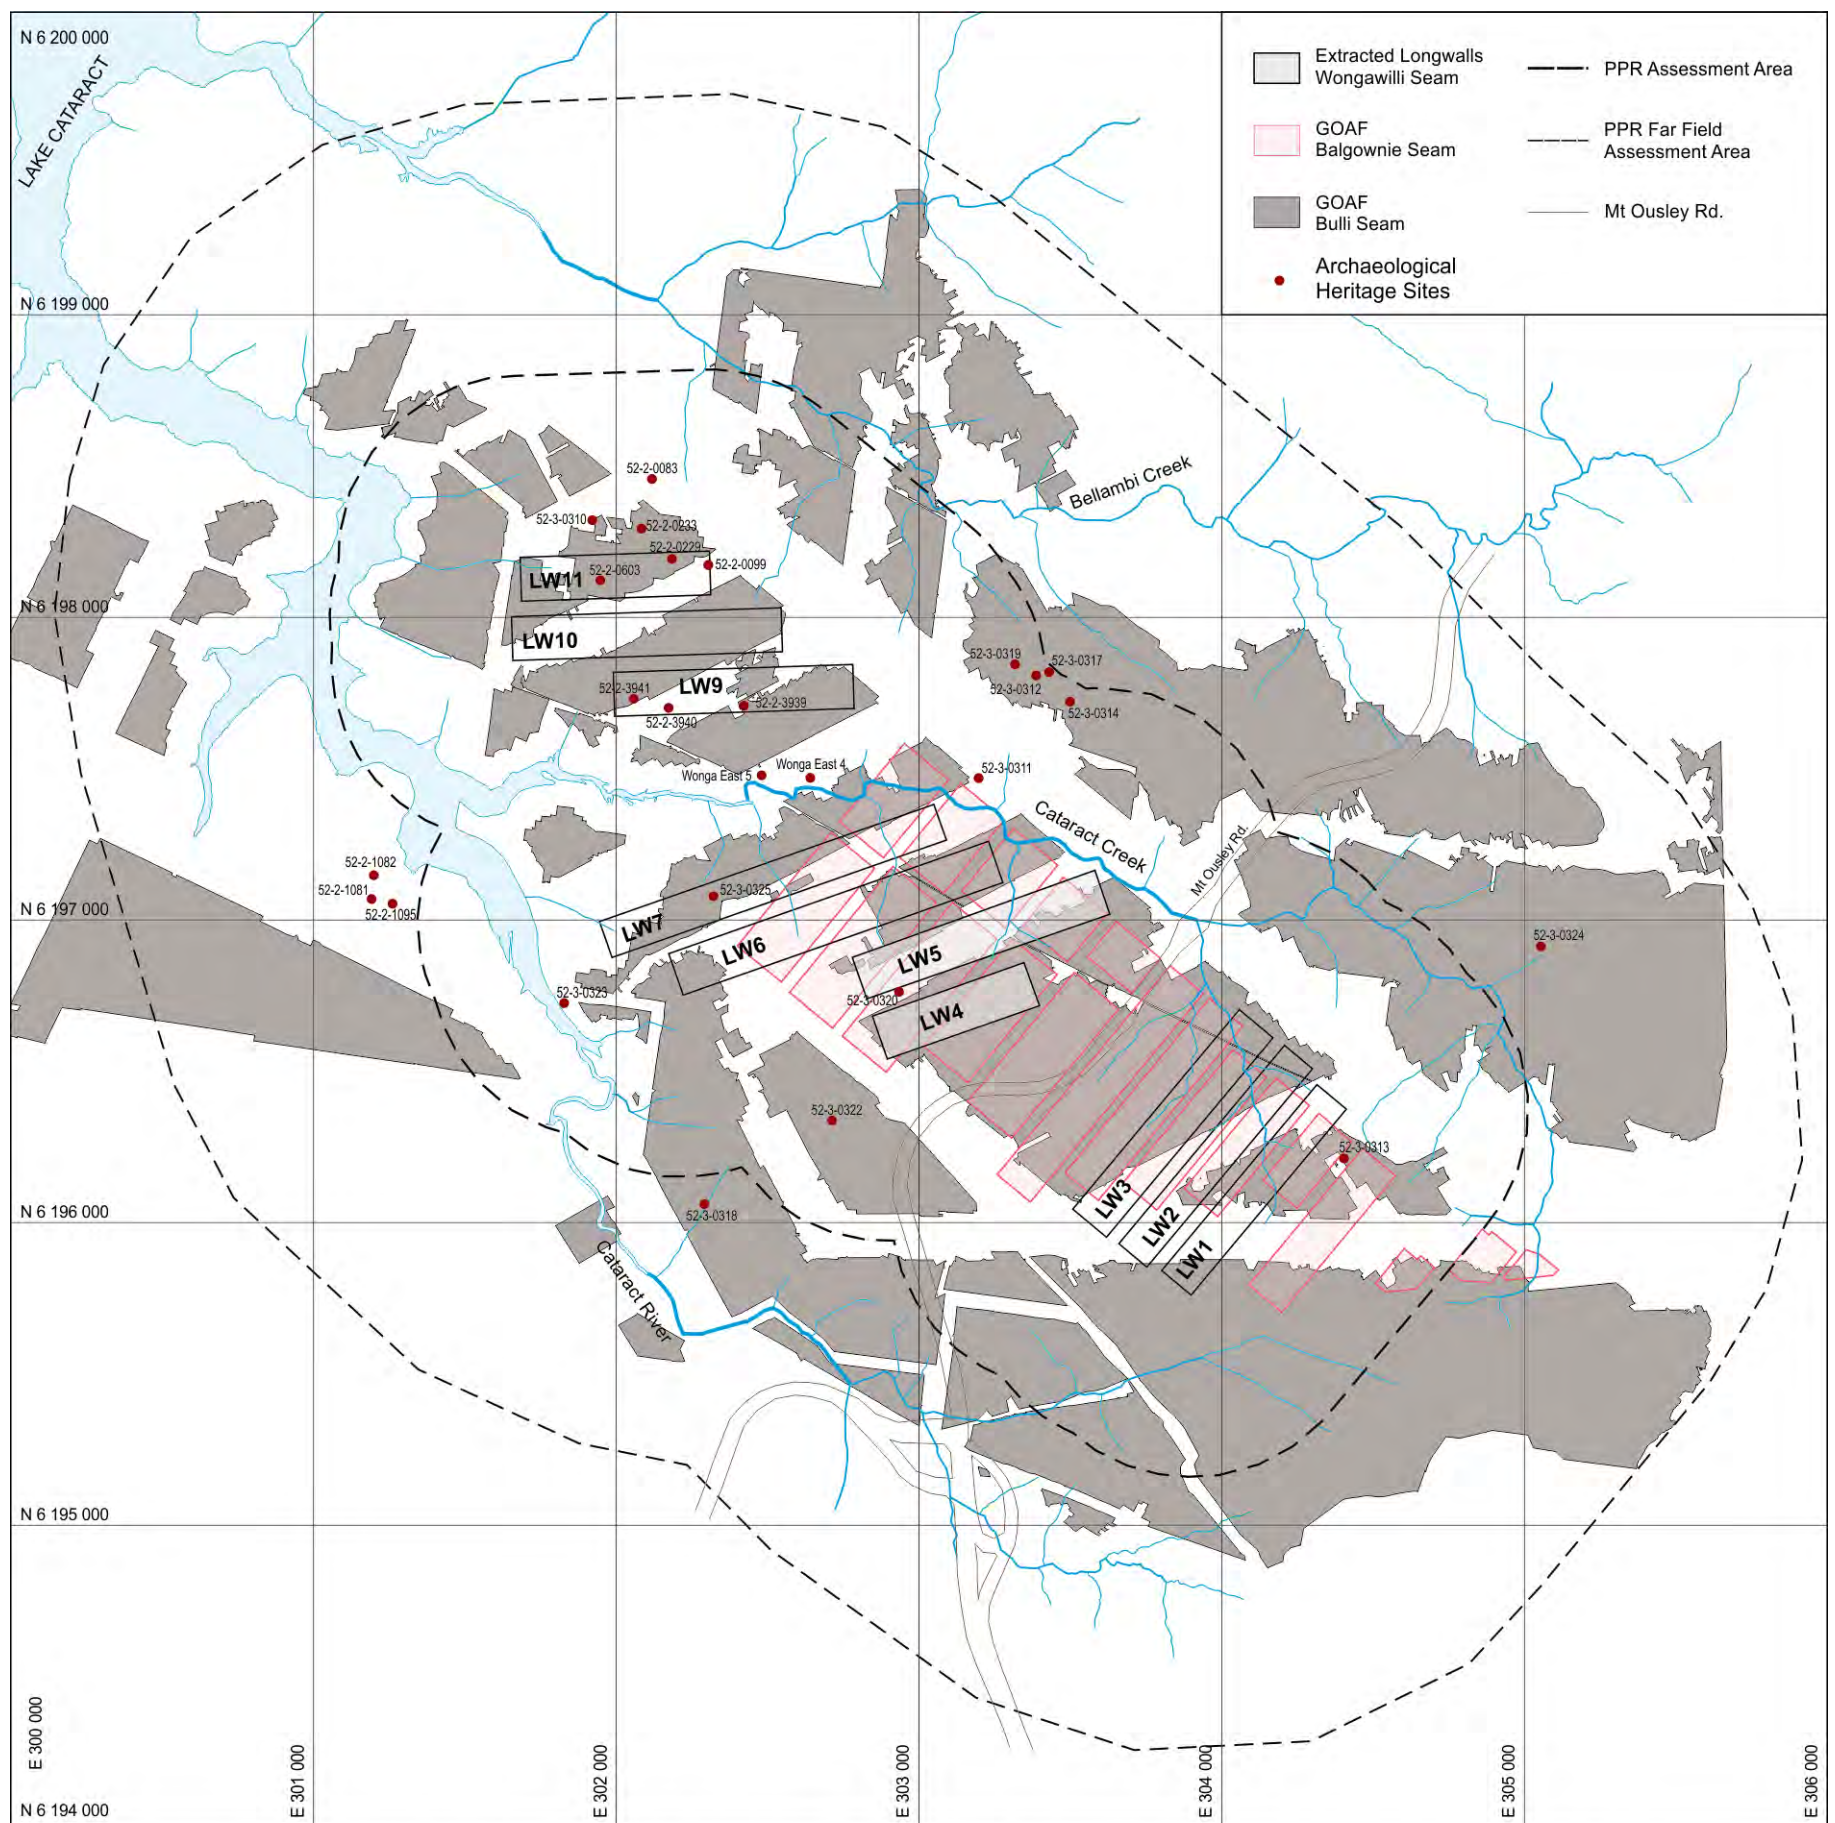 N 6 200 000
LAKE CATARACT
Extracted Longwalls
Wongawilli Seam
GOAF
Balgownie Seam
GOAF
Bulli Seam
Archaeological
Heritage Sites
PPR Assessment Area
PPR Far Field
Assessment Area
Mt Ousley Rd.
N 6 199 000
52-2-0083
Bellambi Creek
52-3-0310
52-2-0233
52-2-0229
52-2-0099
52-2-0603
LW11
N 6 198 000
LW10
52-3-0319
52-3-0317
52-3-0312
52-3-0314
52-2-3941
LW9
52-2-3939
52-2-3940
Wonga East 5
Wonga East 4
52-3-0311
Cataract Creek
Mt Ousley Rd.
52-2-1082
52-2-1081
52-2-1095
52-3-0325
N 6 197 000
LW7
LW6
LW5
52-3-0324
52-3-0323
52-3-0320
LW4
52-3-0322
52-3-0313
N 6 196 000
52-3-0318
LW3
LW2
LW1
Cataract River
N 6 195 000
E 300 000
E 301 000
E 302 000
E 303 000
E 304 000
E 305 000
E 306 000
N 6 194 000